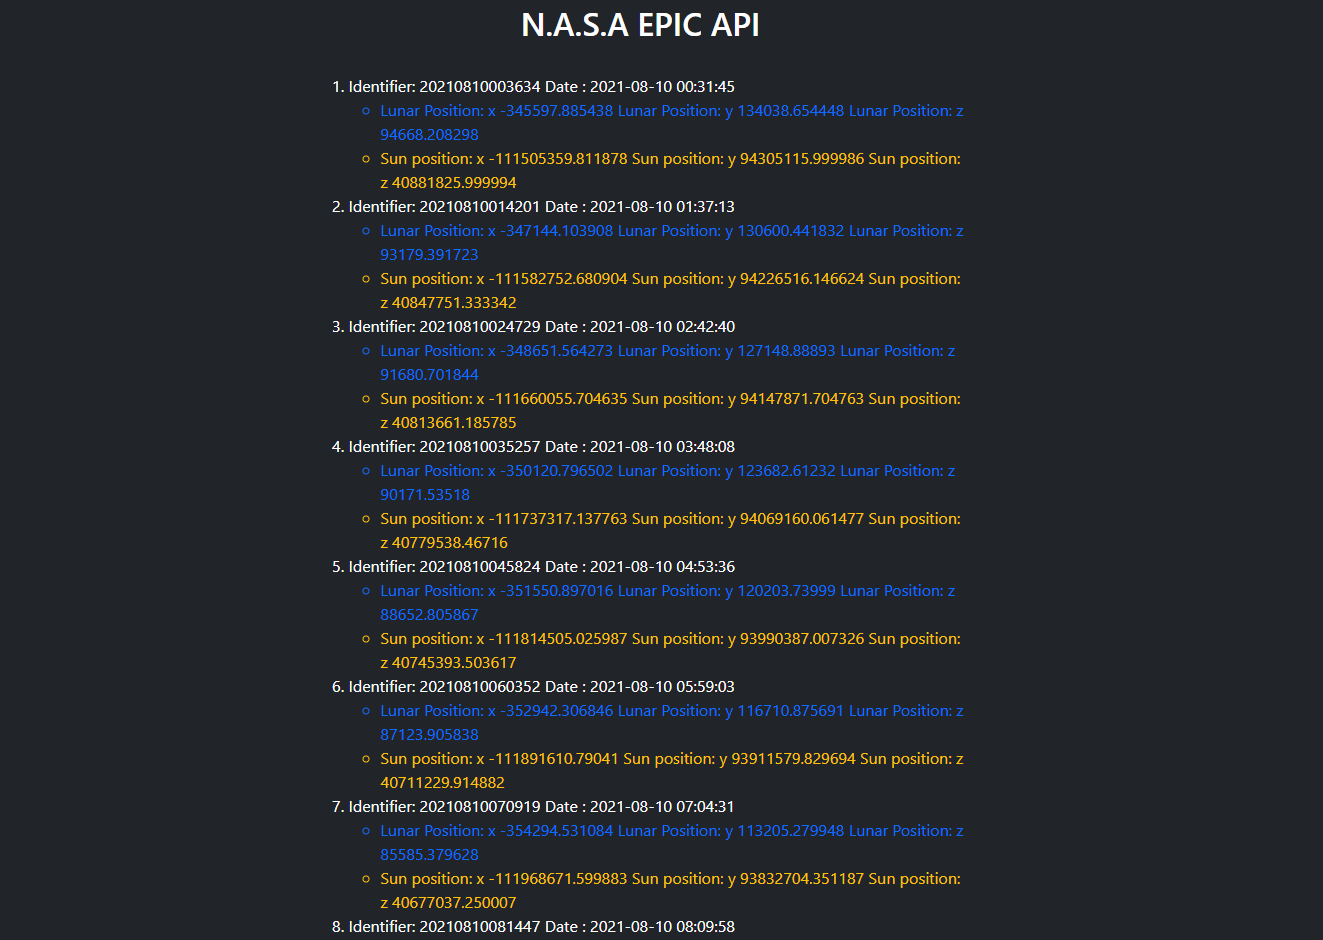 N.A.S.A EPIC API
1. Identifier: 20210810003634 Date : 2021-08-10 00:31:45
Lunar Position: x -345597.885438 Lunar Position: y 134038.654448 Lunar Position: z
94668.208298
Sun position: x -111505359.811878 Sun position: y 94305115.999986 Sun position:
z 40881825.999994
2. Identifier: 20210810014201 Date : 2021-08-10 01:37:13
Lunar Position: x -347144.103908 Lunar Position: y 130600.441832 Lunar Position: z
93179.391723
Sun position: x -111582752.680904 Sun position: y 94226516.146624 Sun position:
z 40847751.333342
3. Identifier: 20210810024729 Date : 2021-08-10 02:42:40
Lunar Position: x -348651.564273 Lunar Position: y 127148.88893 Lunar Position: z
91680.701844
Sun position: x -111660055.704635 Sun position: y 94147871.704763 Sun position:
z 40813661.185785
4. Identifier: 20210810035257 Date : 2021-08-10 03:48:08
Lunar Position: x -350120.796502 Lunar Position: y 123682.61232 Lunar Position: z
90171.53518
Sun position: x -111737317.137763 Sun position: y 94069160.061477 Sun position:
z 40779538.46716
5. Identifier: 20210810045824 Date : 2021-08-10 04:53:36
Lunar Position: x -351550.897016 Lunar Position: y 120203.73999 Lunar Position: z
88652.805867
Sun position: x -111814505.025987 Sun position: y 93990387.007326 Sun position:
z 40745393.503617
6. Identifier: 20210810060352 Date : 2021-08-10 05:59:03
Lunar Position: x -352942.306846 Lunar Position: y 116710.875691 Lunar Position: z
87123.905838
Sun position: x -111891610.79041 Sun position: y 93911579.829694 Sun position: z
40711229.914882
7. Identifier: 20210810070919 Date : 2021-08-10 07:04:31
Lunar Position: x -354294.531084 Lunar Position: y 113205.279948 Lunar Position: z
85585.379628
Sun position: x -111968671.599883 Sun position: y 93832704.351187 Sun position:
z 40677037.250007
8. Identifier: 20210810081447 Date : 2021-08-10 08:09:58